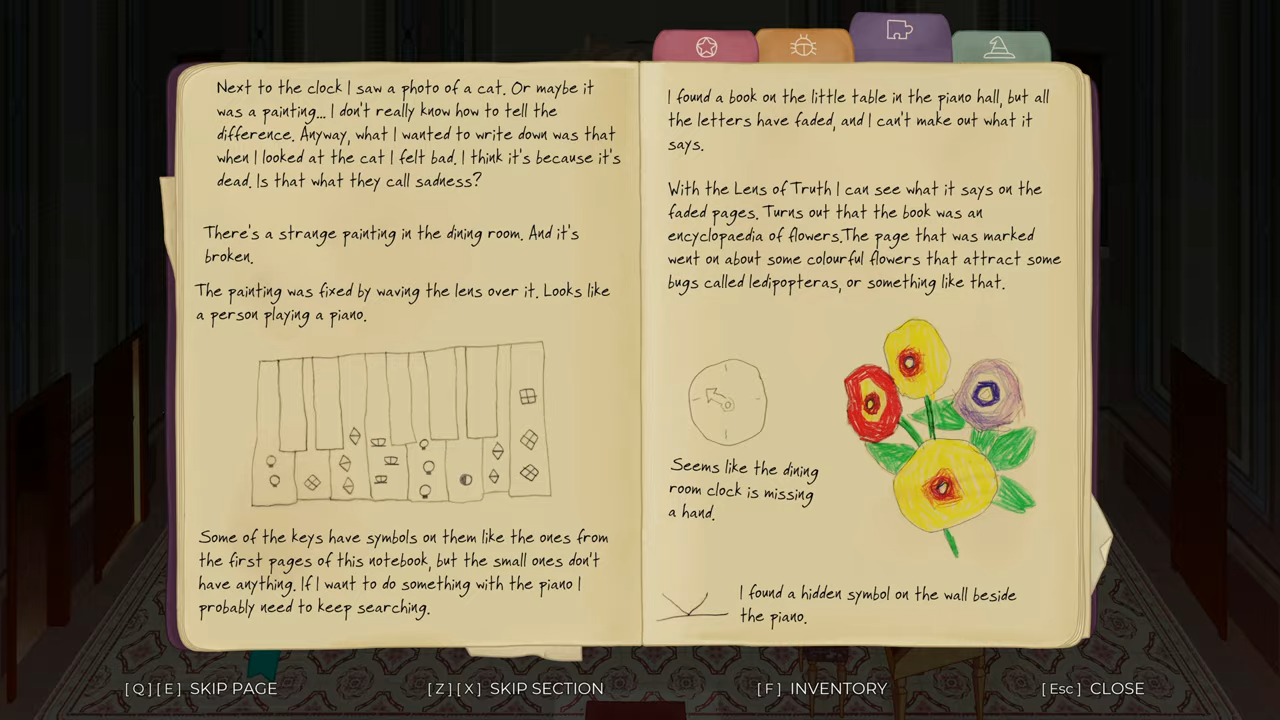 Next to the clock I saw a photo of a cat. Or maybe it
was a painting... I don't really know how to tell the
difference. Anyway, what I wanted to write down was that
when I looked at the cat I felt bad. I think it's because it's
dead. Is that what they call sadness?
There's a strange painting in the dining room. And it's
broken.
The painting was fixed by waving the lens over it. Looks like
a person playing a piano.
Some of the keys have symbols on them like the ones from
the first pages of this notebook, but the small ones don't
have anything. If I want to do something with the piano I
probably need to keep searching.
I found a book on the little table in the piano hall, but all
the letters have faded, and I can't make out what it
says.
With the Lens of Truth I can see what it says on the
faded pages. Turns out that the book was an
encyclopaedia of flowers.The page that was marked
went on about some colourful flowers that attract some
bugs called ledipopteras, or something like that.
Seems like the dining
room clock is missing
a hand.
I found a hidden symbol on the wall beside
the piano.
[Q][E] SKIP PAGE
[Z][X] SKIP SECTION
[F] INVENTORY
[Esc] CLOSE